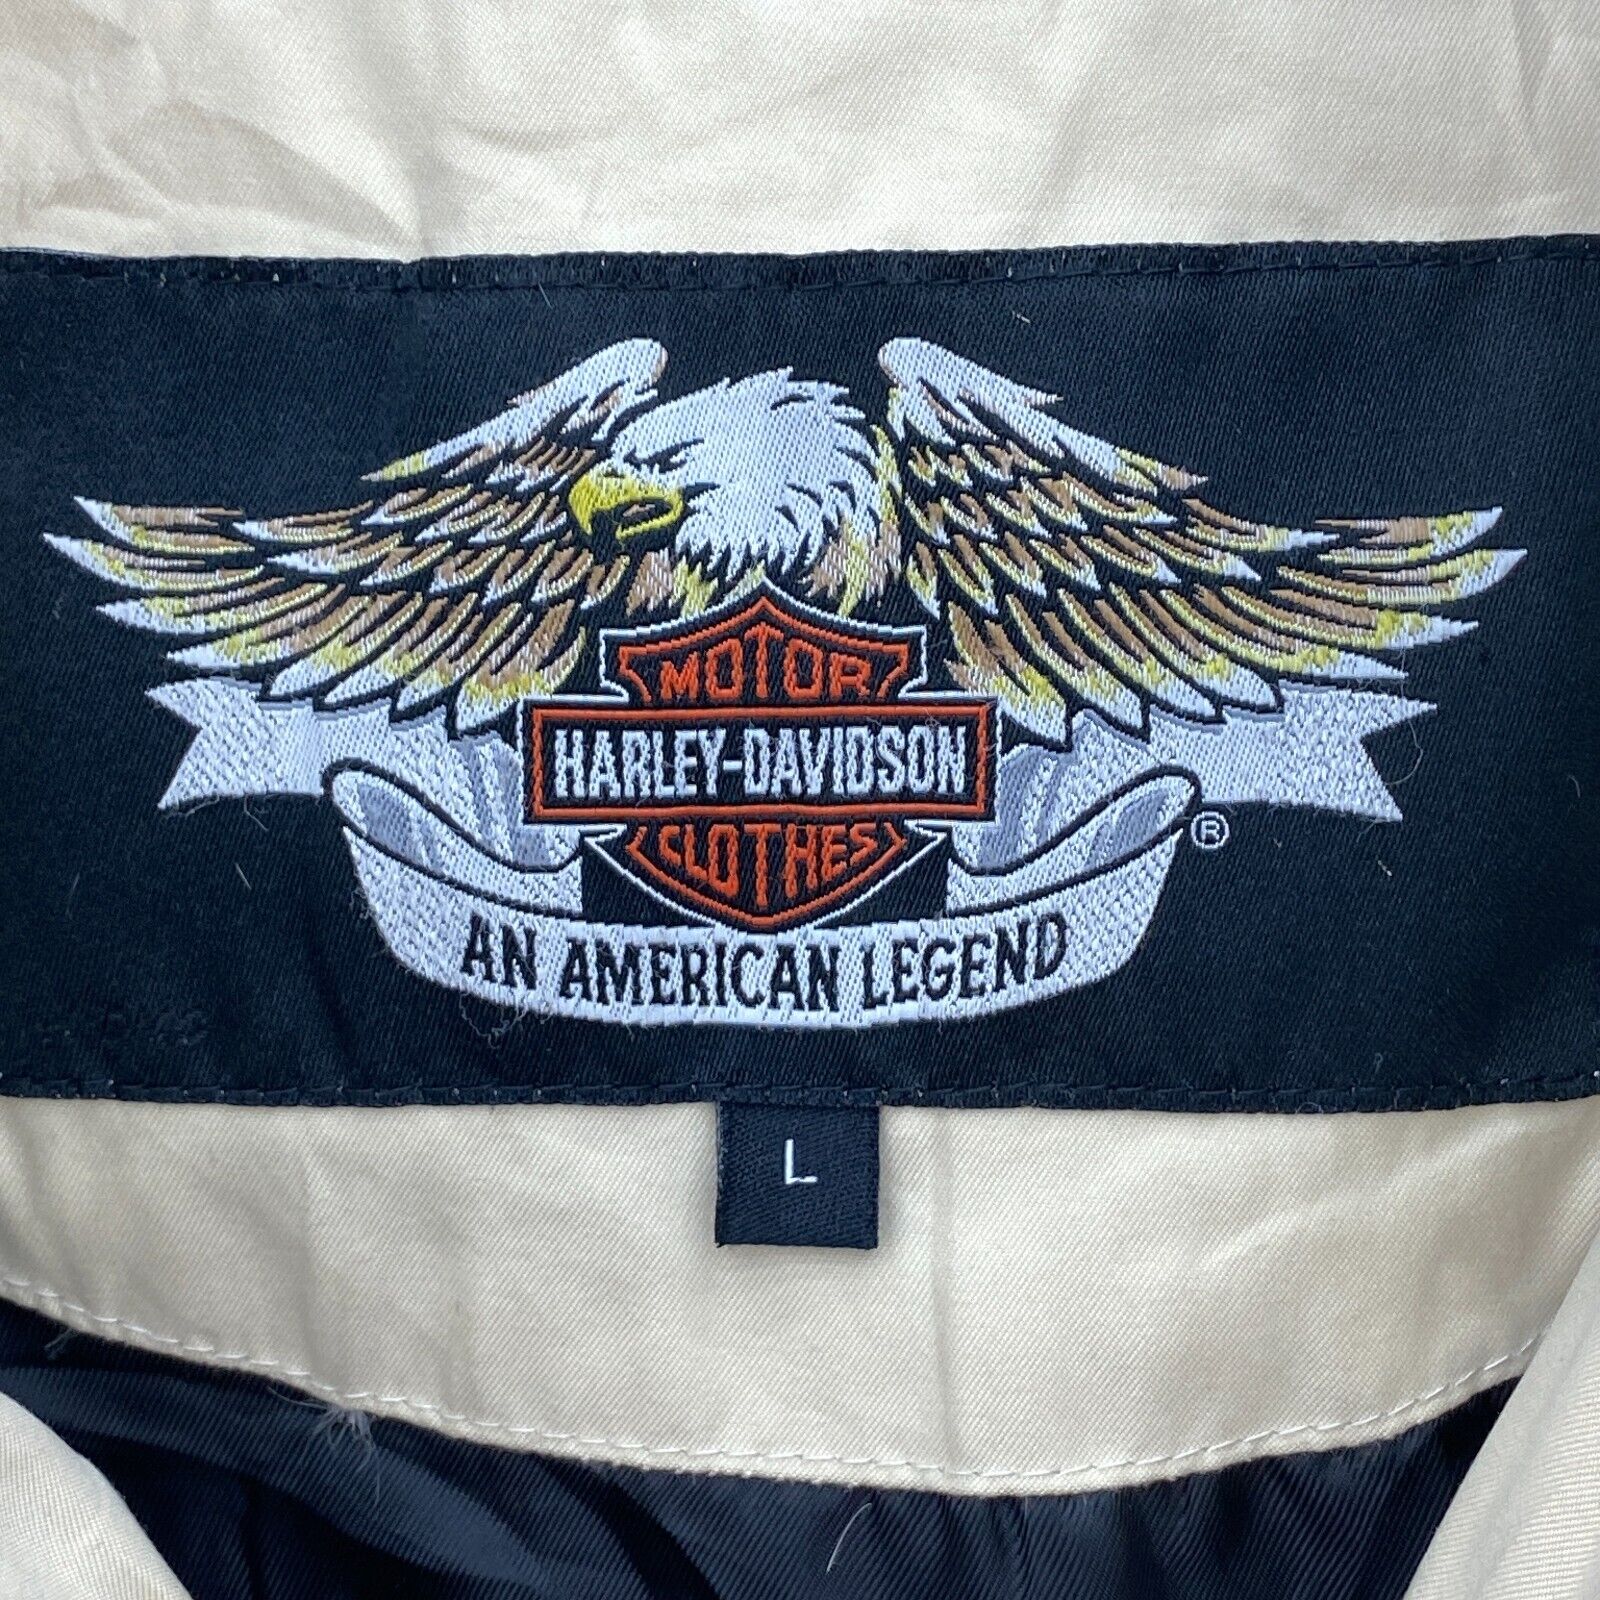 MOTOR
HARLEY-DAVIDSON
CLOTHES
®
AN AMERICAN LEGEND
L